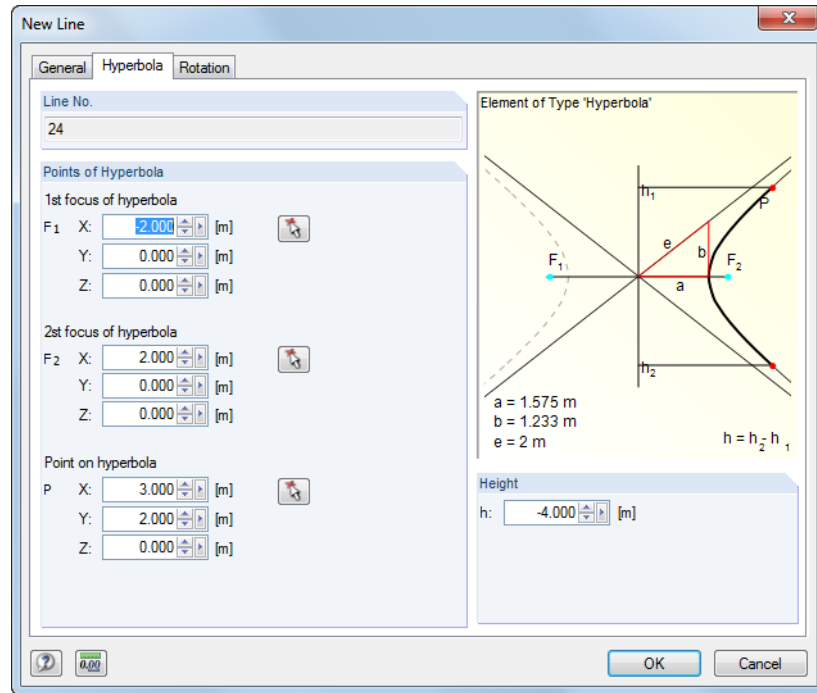 New Line
General Hyperbola Rotation
Line No.
24
Points of Hyperbola
1st focus of hyperbola
F1 X: -2.000 [m]
Y: 0.000 [m]
Z: 0.000 [m]
2st focus of hyperbola
F2 X: 2.000 [m]
Y: 0.000 [m]
Z: 0.000 [m]
Point on hyperbola
P X: 3.000 [m]
Y: 2.000 [m]
Z: 0.000 [m]
Element of Type 'Hyperbola'
h1
P
e
F1 b F2
a
h2
a = 1.575 m
b = 1.233 m
e = 2 m
h = h2- h1
Height
h: -4.000 [m]
0.00
OK Cancel